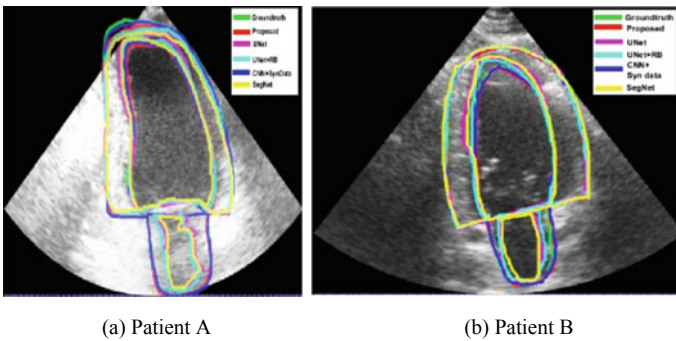 Groundtruth
Proposed
UNet
UNet+RB
CNN+SynData
SegNet
Groundtruth
Proposed
UNet
UNet+RB
CNN+
Syn data
SegNet
(a) Patient A
(b) Patient B